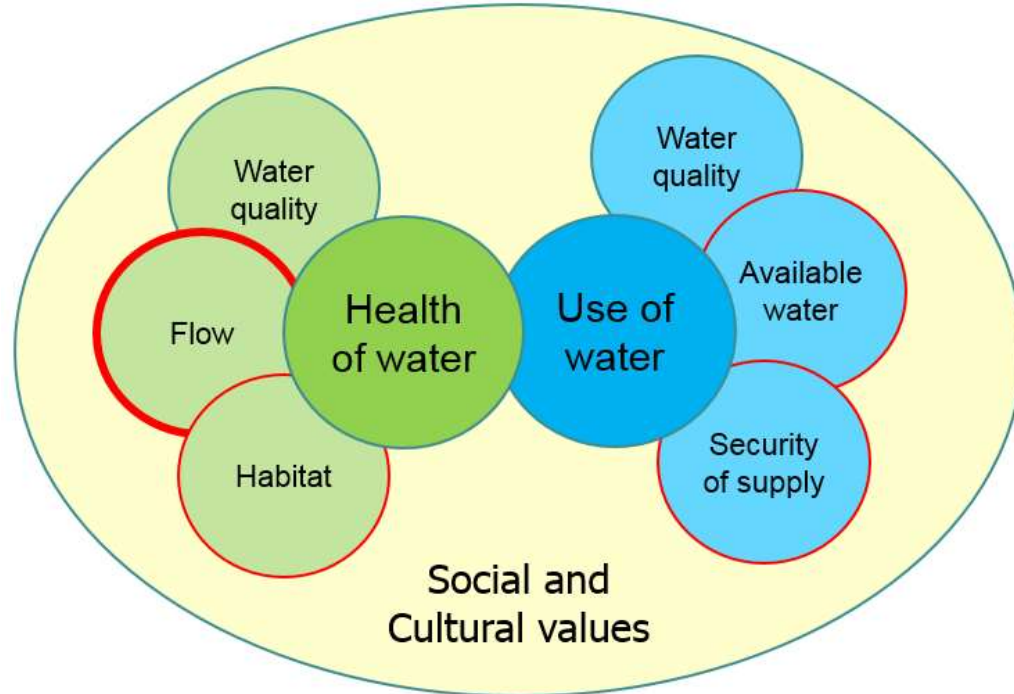 Water
quality
Flow
Habitat
Health
of water
Use of
water
Water
quality
Available
water
Security
of supply
Social and
Cultural values